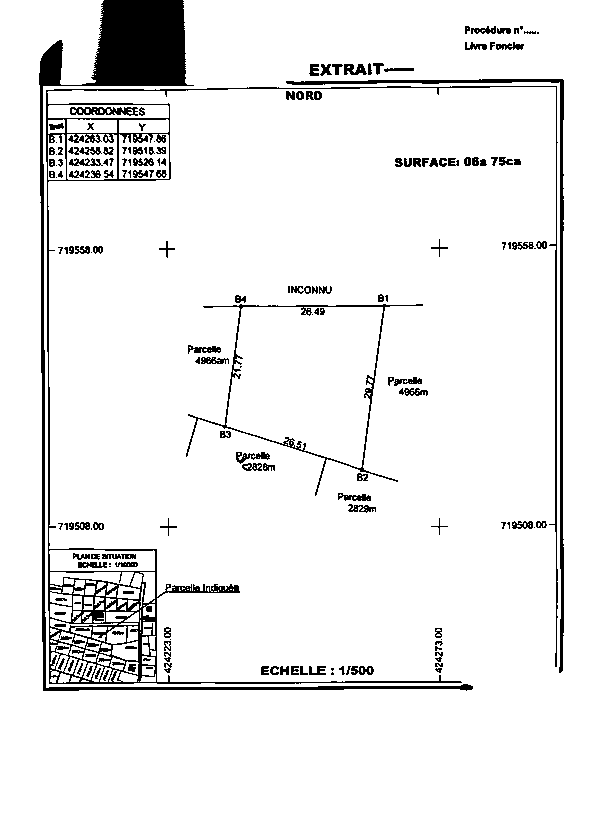 Procédure n°......
Livre Foncier
EXTRAIT
NORD
COORDONNEES
X Y
B.1 424263.03 719547.86
B.2 424258.82 719518.39
B.3 424233.47 719526.14
B.4 424236.54 719547.68
SURFACE: 06a 75ca
719558.00 719558.00
INCONNU
B4 B1
26.49
Parcelle
4966am
21.77
29.77
Parcelle
4966m
B3
26.51
Parcelle
2828m
B2
Parcelle
2829m
719508.00 719508.00
PLAN DE SITUATION
ECHELLE : 1/10000
Parcelle Indiquée
424223.00
424273.00
ECHELLE : 1/500